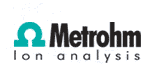 Ω Metrohm
Ion analysis